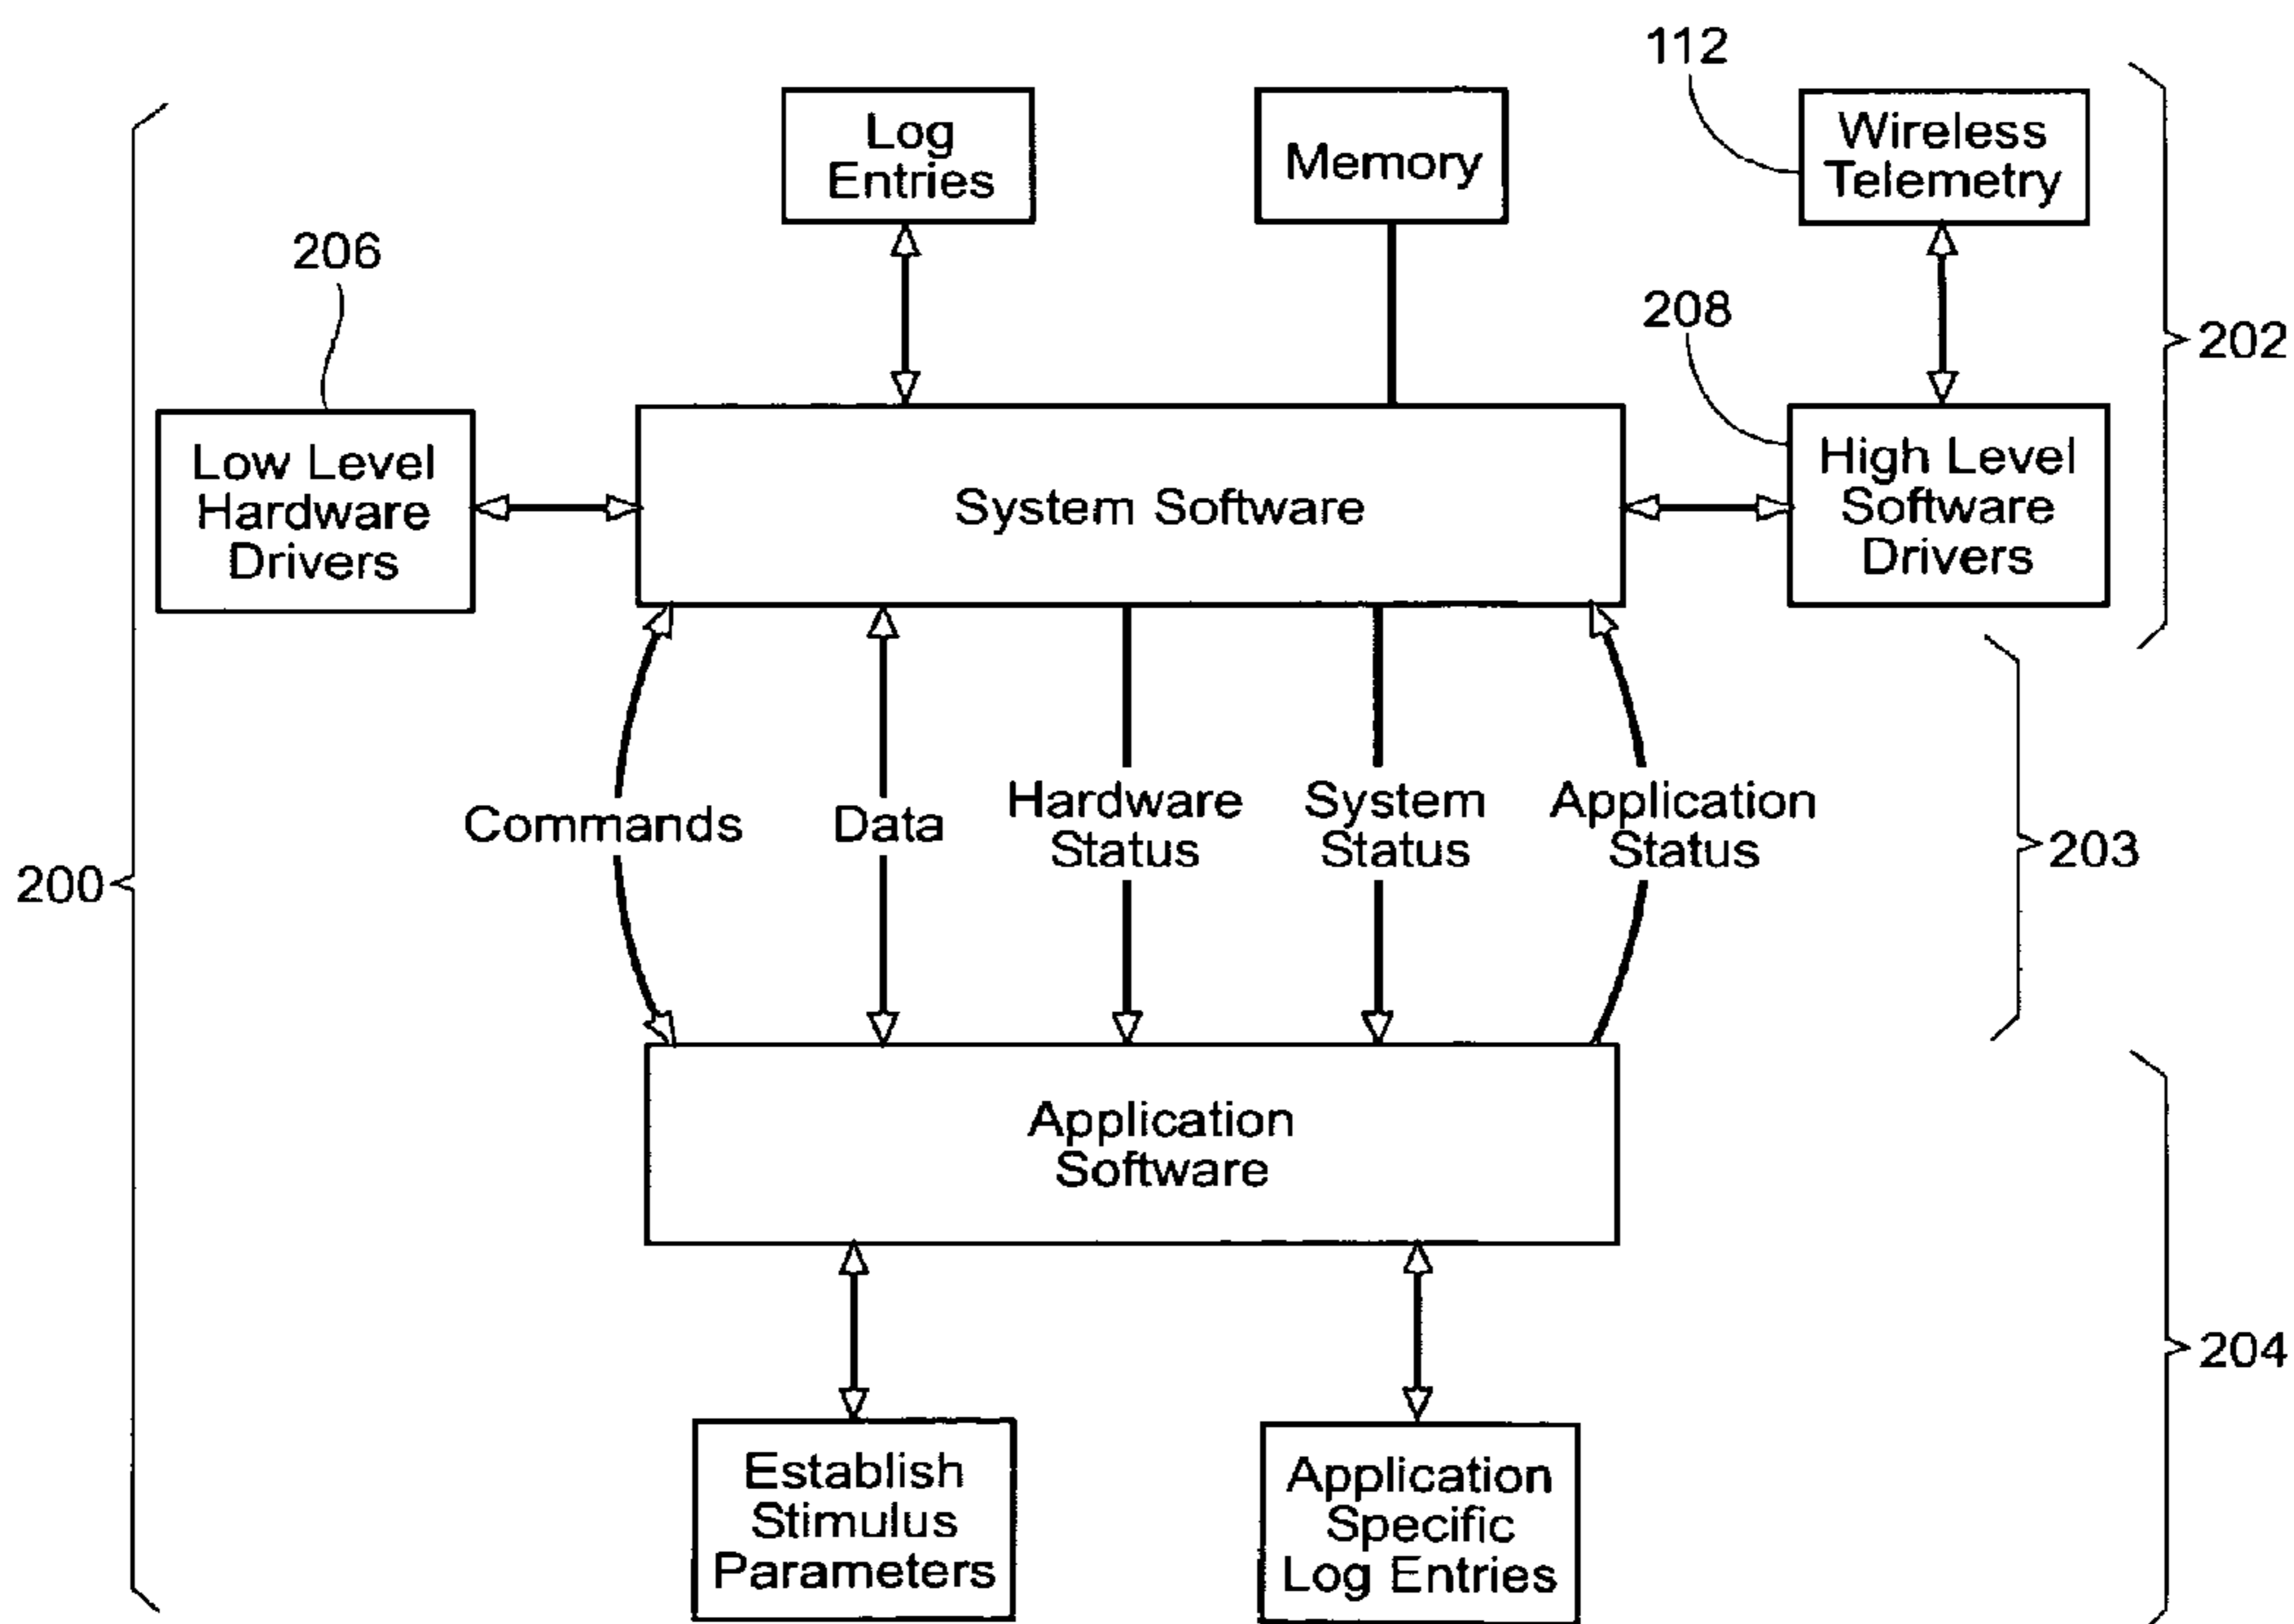 112
Log
Entries
Memory
Wireless
Telemetry
206
208
202
Low Level
Hardware
Drivers
System Software
High Level
Software
Drivers
Commands
Data
Hardware
Status
System
Status
Application
Status
203
200
Application
Software
204
Establish
Stimulus
Parameters
Application
Specific
Log Entries